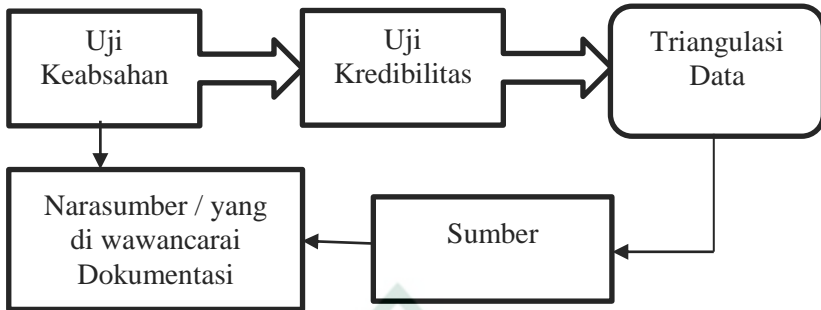 Uji
Keabsahan
Uji
Kredibilitas
Triangulasi
Data
Narasumber / yang
di wawancarai
Dokumentasi
Sumber